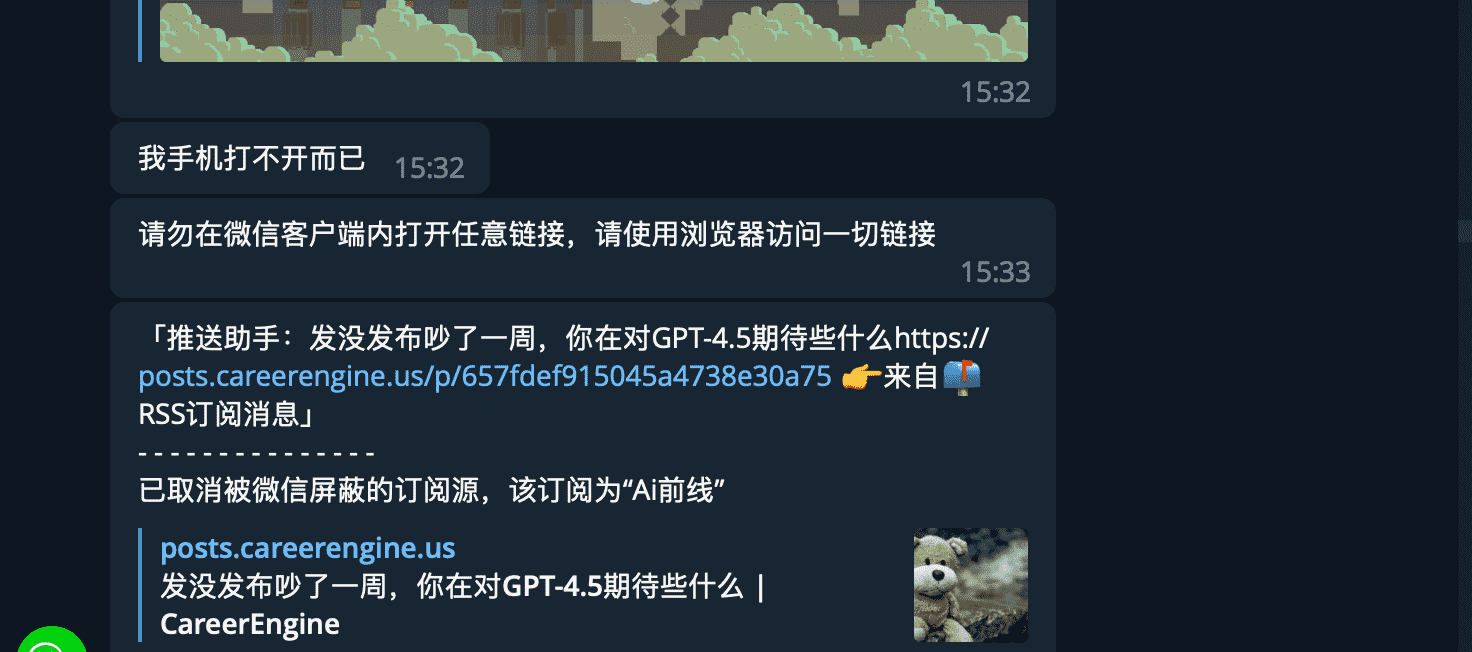 15:32
我手机打不开而已 15:32
请勿在微信客户端内打开任意链接，请使用浏览器访问一切链接
15:33
「推送助手：发没发布吵了一周，你在对GPT-4.5期待些什么https://
posts.careerengine.us/p/657fdef915045a4738e30a75 👉来自📫
RSS订阅消息」
- - - - - - - - - - - - - - -
已取消被微信屏蔽的订阅源，该订阅为“Ai前线”
posts.careerengine.us
发没发布吵了一周，你在对GPT-4.5期待些什么 |
CareerEngine